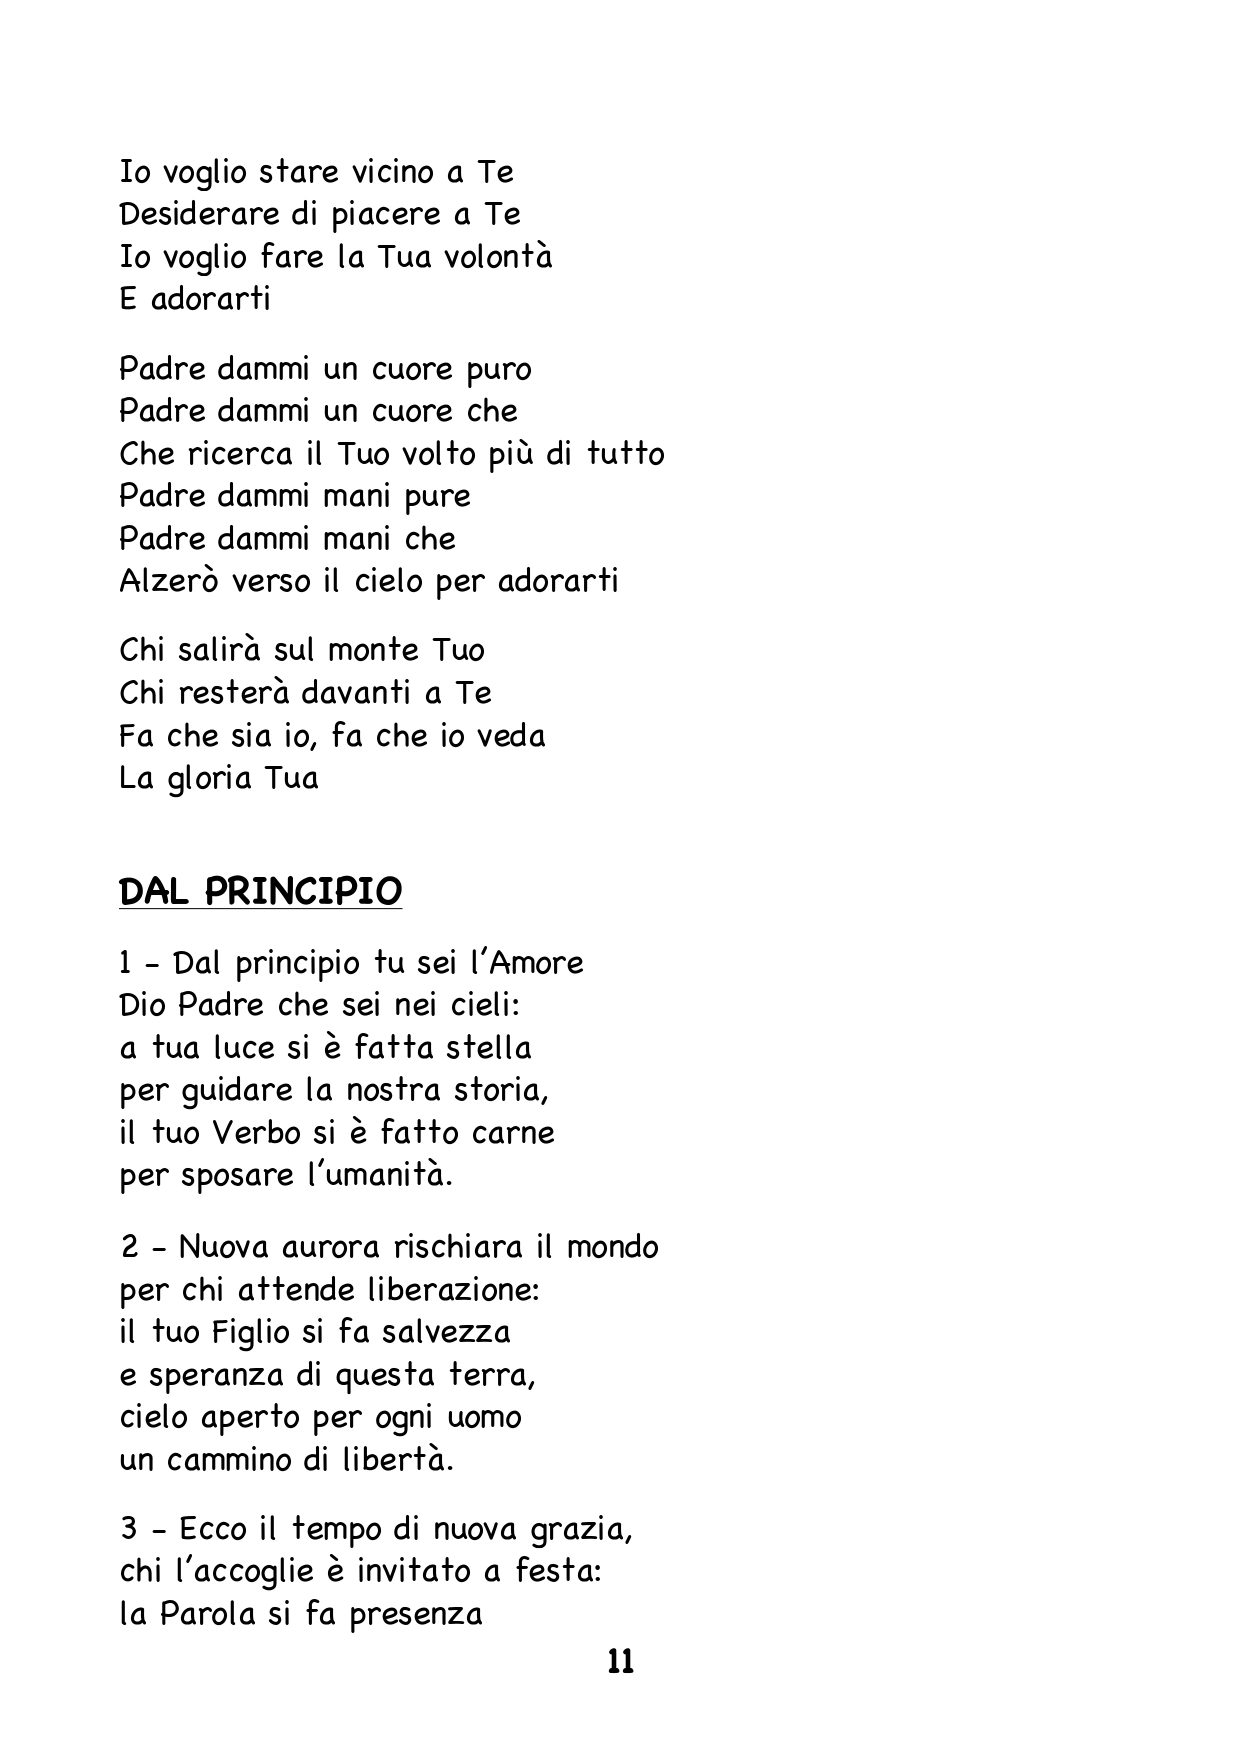 Io voglio stare vicino a Te
Desiderare di piacere a Te
Io voglio fare la Tua volontà
E adorarti
Padre dammi un cuore puro
Padre dammi un cuore che
Che ricerca il Tuo volto più di tutto
Padre dammi mani pure
Padre dammi mani che
Alzerò verso il cielo per adorarti
Chi salirà sul monte Tuo
Chi resterà davanti a Te
Fa che sia io, fa che io veda
La gloria Tua
DAL PRINCIPIO
1 – Dal principio tu sei l’Amore
Dio Padre che sei nei cieli:
a tua luce si è fatta stella
per guidare la nostra storia,
il tuo Verbo si è fatto carne
per sposare l’umanità.
2 – Nuova aurora rischiara il mondo
per chi attende liberazione:
il tuo Figlio si fa salvezza
e speranza di questa terra,
cielo aperto per ogni uomo
un cammino di libertà.
3 – Ecco il tempo di nuova grazia,
chi l’accoglie è invitato a festa:
la Parola si fa presenza
11